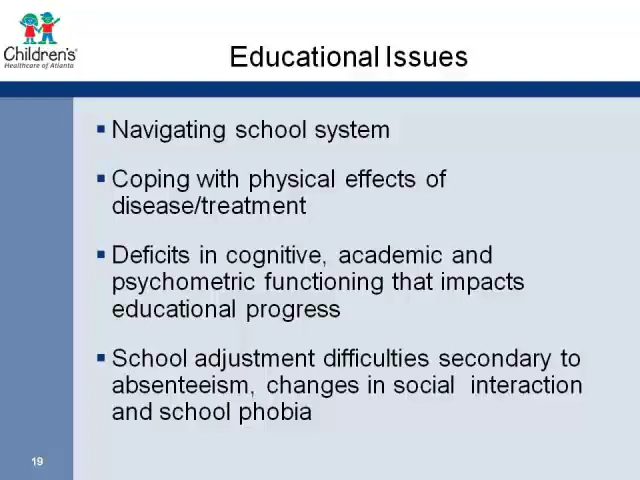 Children's
Healthcare of Atlanta
Educational Issues
Navigating school system
Coping with physical effects of
disease/treatment
Deficits in cognitive, academic and
psychometric functioning that impacts
educational progress
School adjustment difficulties secondary to
absenteeism, changes in social interaction
and school phobia
19